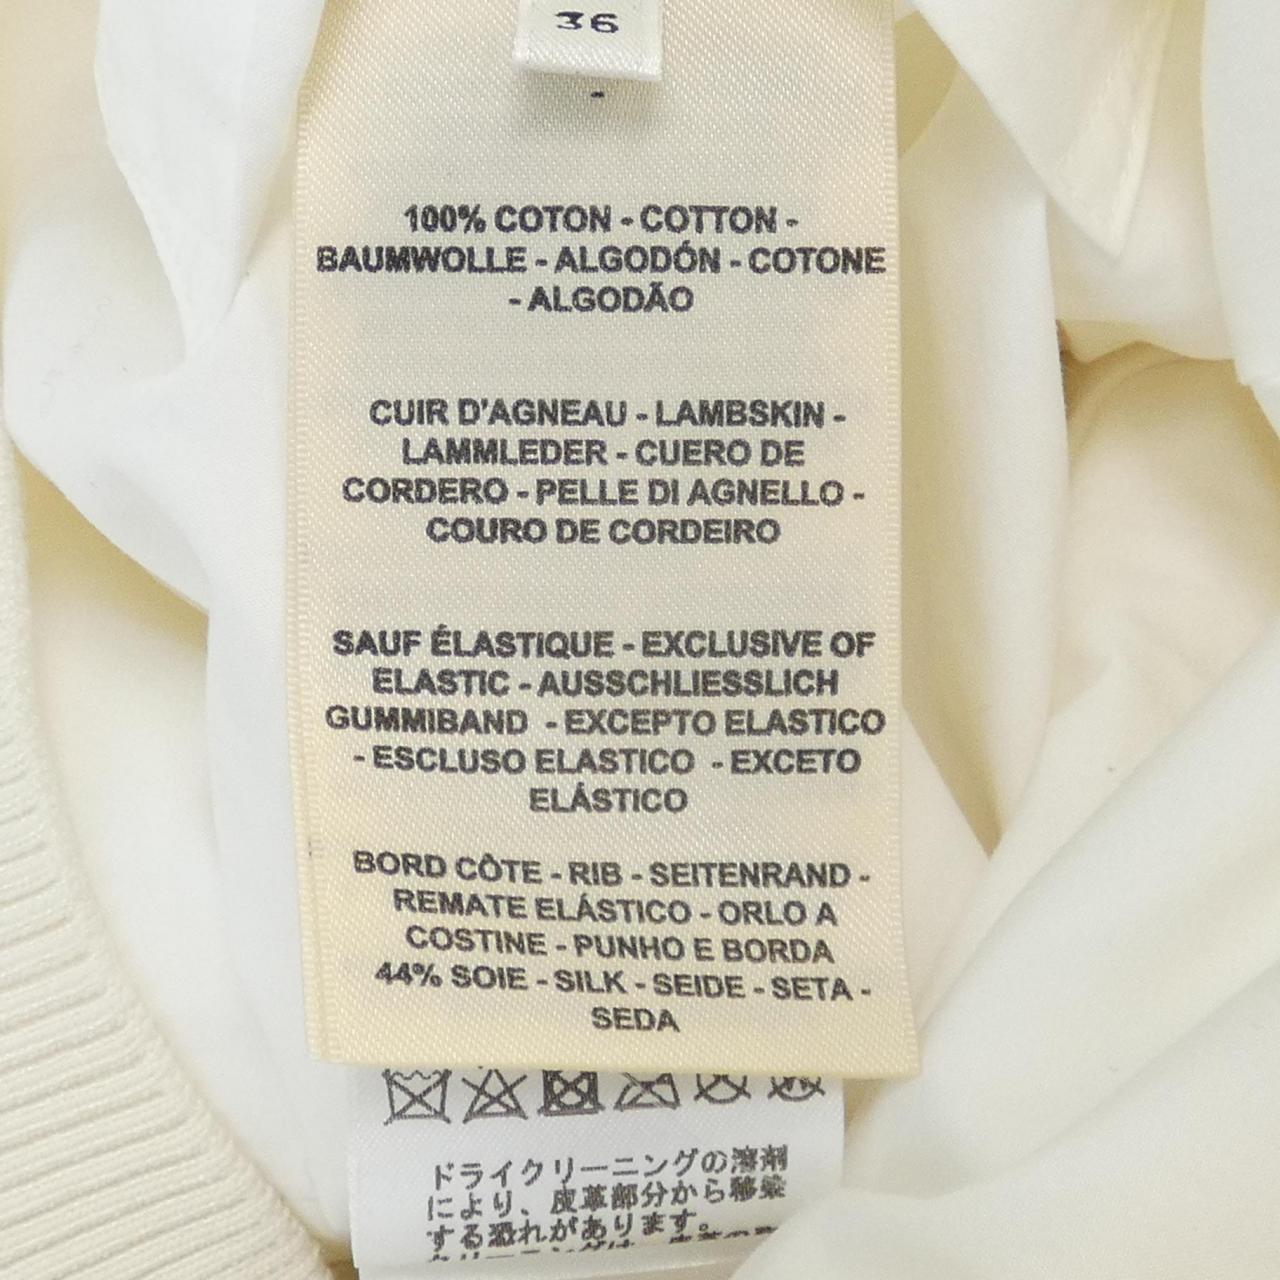 36
-
100% COTON - COTTON -
BAUMWOLLE - ALGODÓN - COTONE
- ALGODÃO
CUIR D'AGNEAU - LAMBSKIN -
LAMMLEDER - CUERO DE
CORDERO - PELLE DI AGNELLO -
COURO DE CORDEIRO
SAUF ÉLASTIQUE - EXCLUSIVE OF
ELASTIC - AUSSCHLIESSLICH
GUMMIBAND - EXCEPTO ELASTICO
- ESCLUSO ELASTICO - EXCETO
ELÁSTICO
BORD CÔTE - RIB - SEITENRAND -
REMATE ELÁSTICO - ORLO A
COSTINE - PUNHO E BORDA
44% SOIE - SILK - SEIDE - SETA -
SEDA
ドライクリーニングの溶剤
により、皮革部分から移染
する恐れがあります。